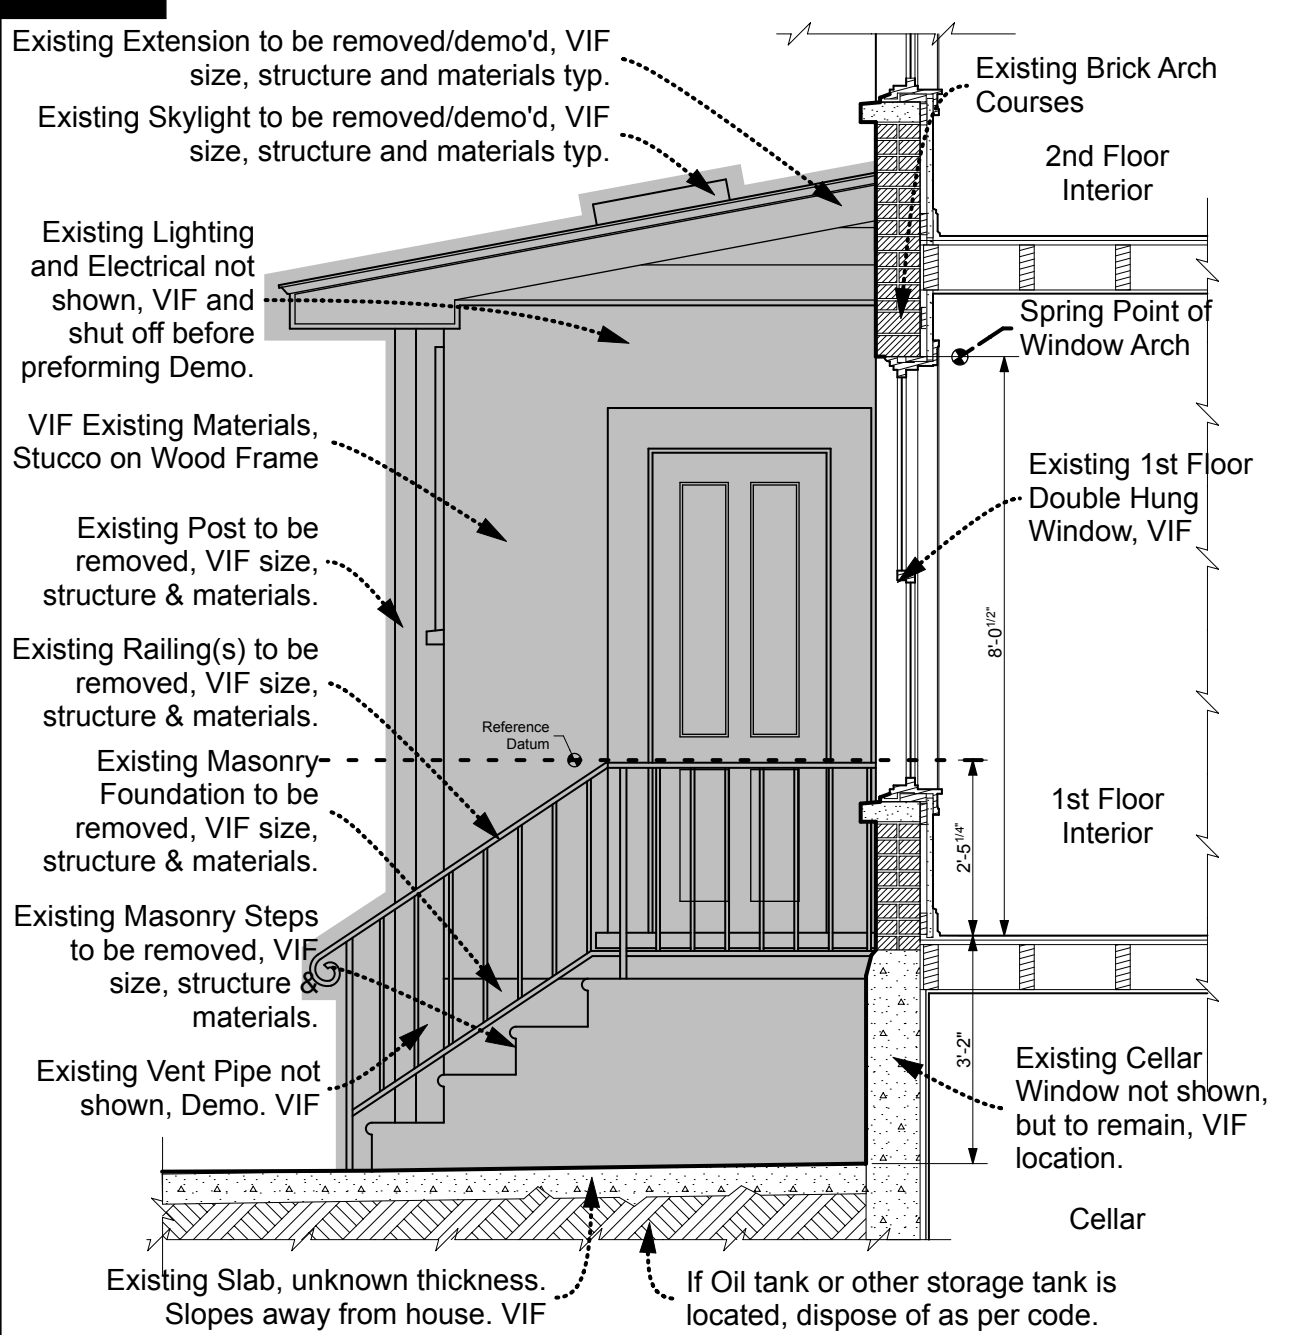 Existing Extension to be removed/demo'd, VIF
size, structure and materials typ.
Existing Skylight to be removed/demo'd, VIF
size, structure and materials typ.
Existing Brick Arch
Courses
2nd Floor
Interior
Existing Lighting
and Electrical not
shown, VIF and
shut off before
preforming Demo.
Spring Point of
Window Arch
VIF Existing Materials,
Stucco on Wood Frame
Existing 1st Floor
Double Hung
Window, VIF
Existing Post to be
removed, VIF size,
structure & materials.
8'-0 1/2"
Existing Railing(s) to be
removed, VIF size,
structure & materials.
Reference
Datum
Existing Masonry
Foundation to be
removed, VIF size,
structure & materials.
1st Floor
Interior
2'-5 1/4"
Existing Masonry Steps
to be removed, VIF
size, structure &
materials.
3'-2"
Existing Vent Pipe not
shown, Demo. VIF
Existing Cellar
Window not shown,
but to remain, VIF
location.
Cellar
Existing Slab, unknown thickness.
Slopes away from house. VIF
If Oil tank or other storage tank is
located, dispose of as per code.